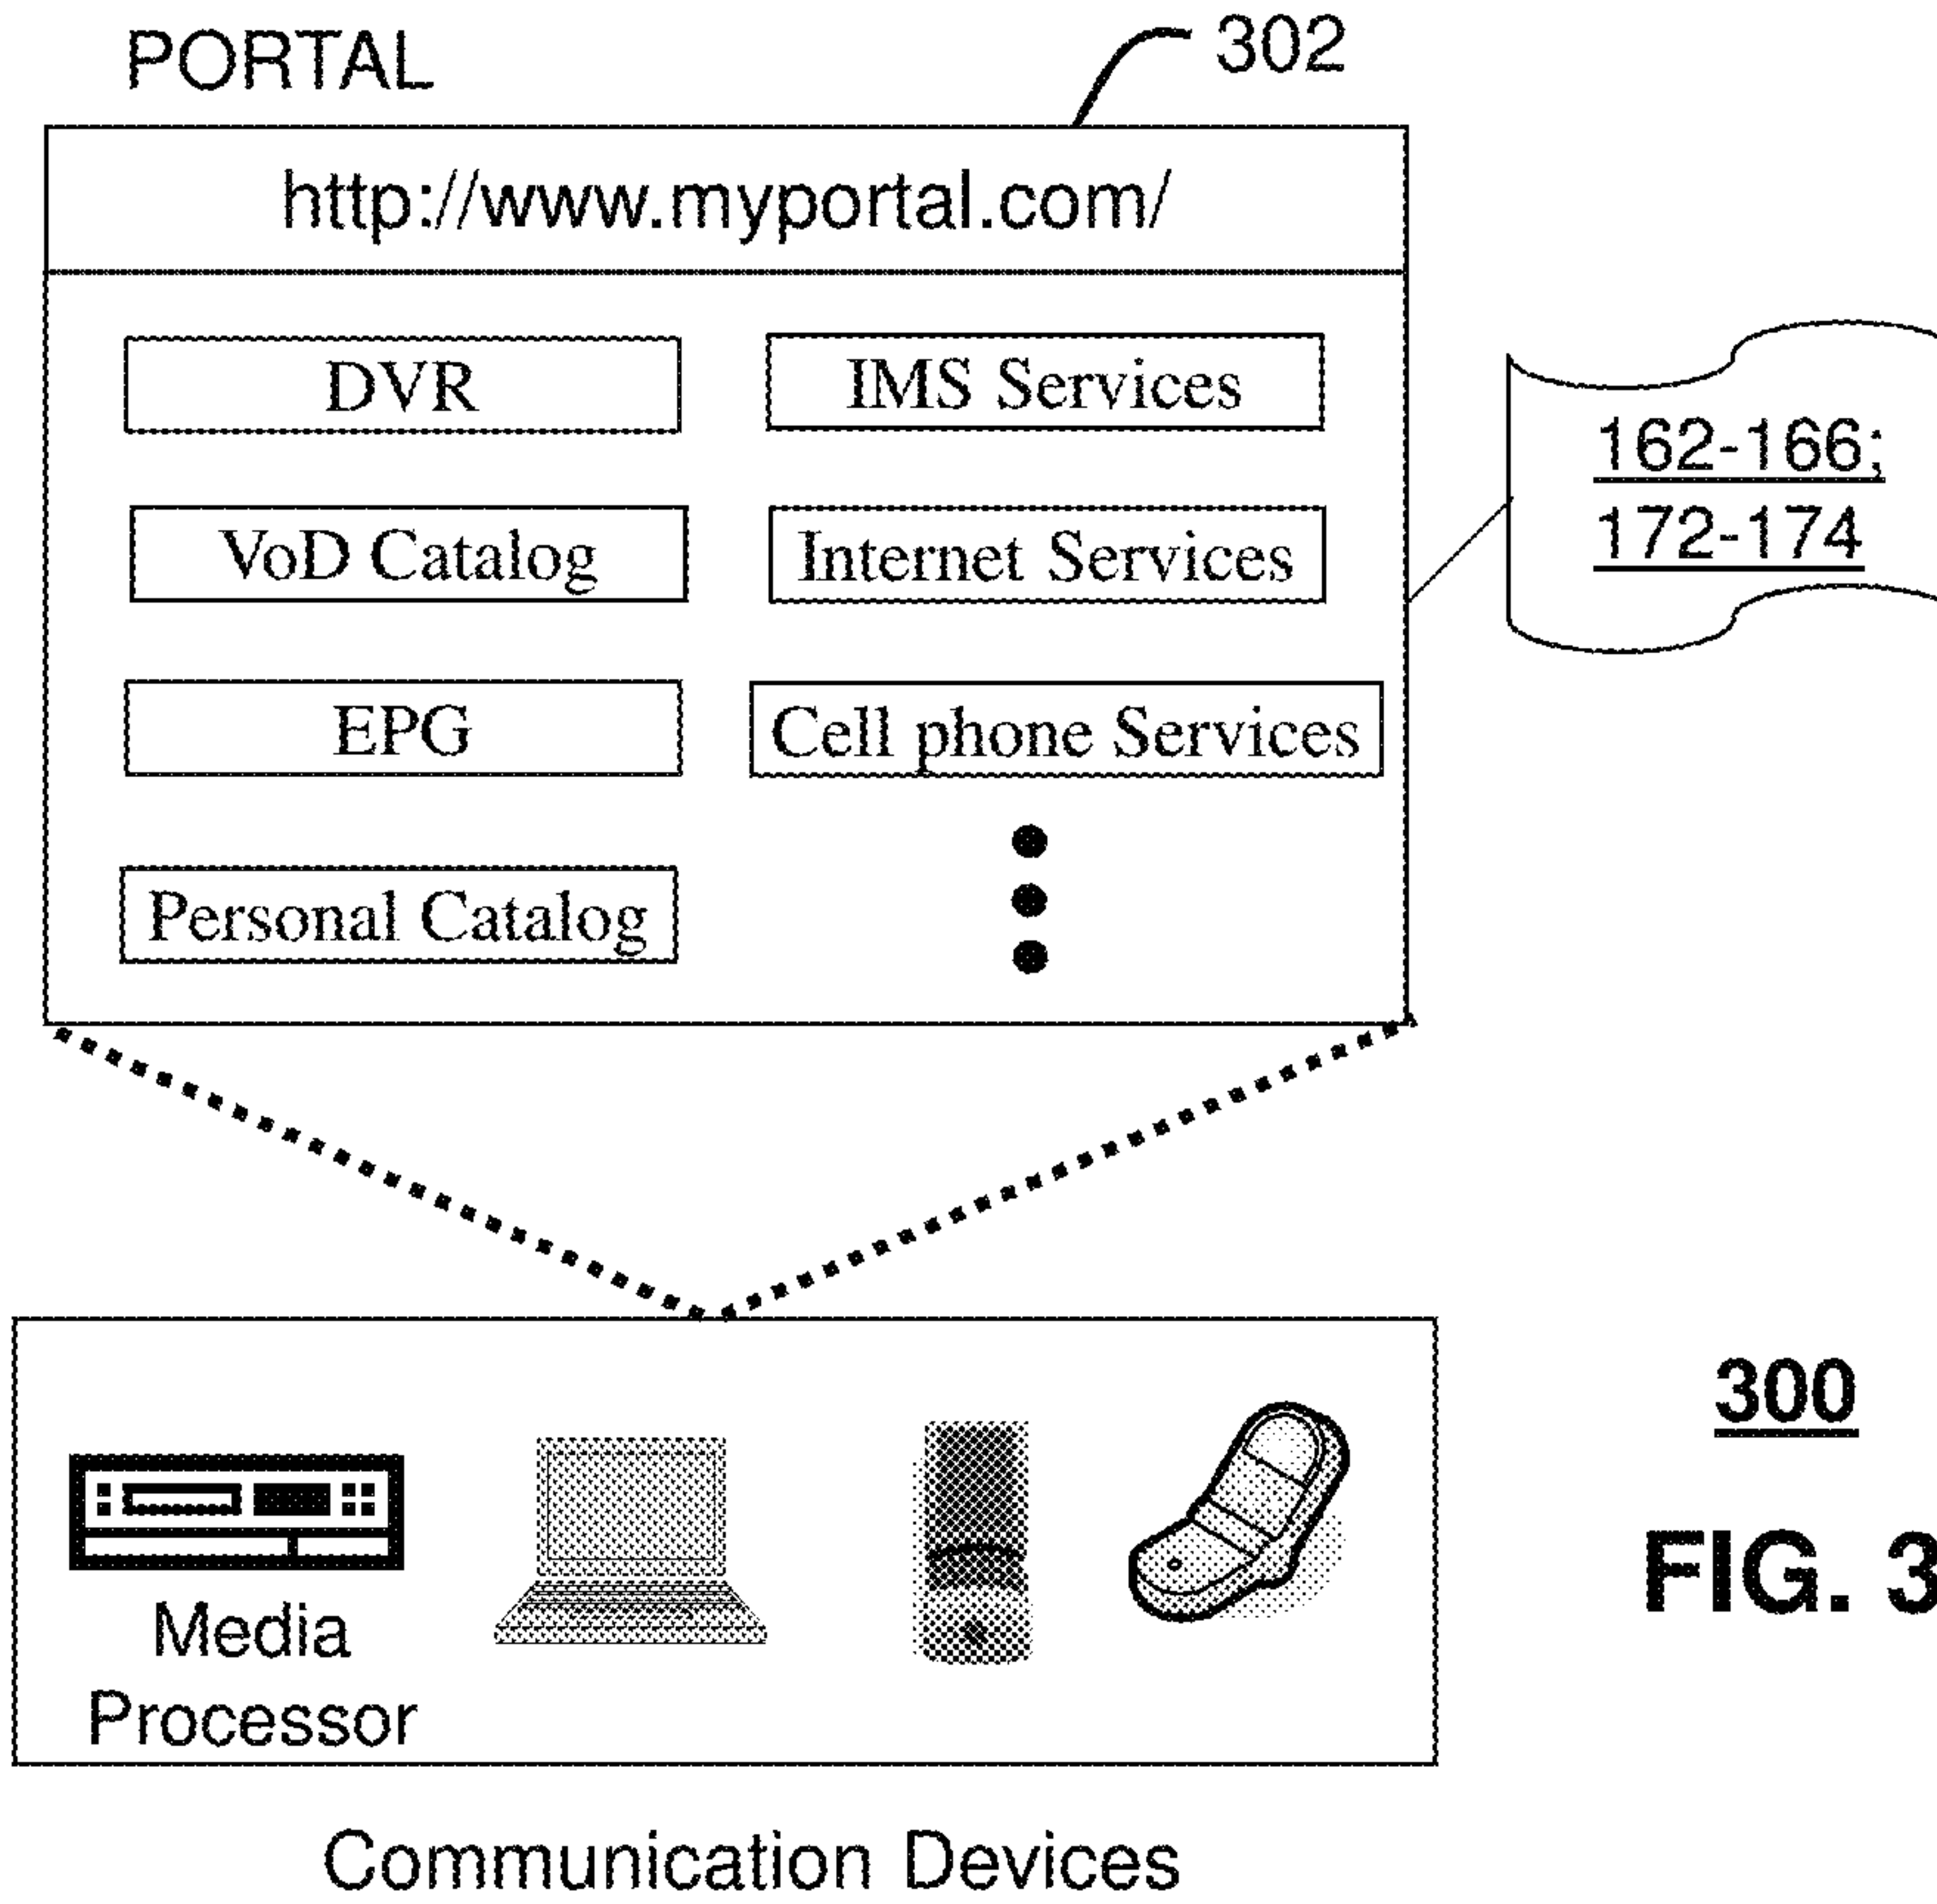 PORTAL
302
http://www.myportal.com/
DVR
IMS Services
VoD Catalog
Internet Services
EPG
Cell phone Services
Personal Catalog
162-166;
172-174
Media
Processor
300
FIG. 3
Communication Devices